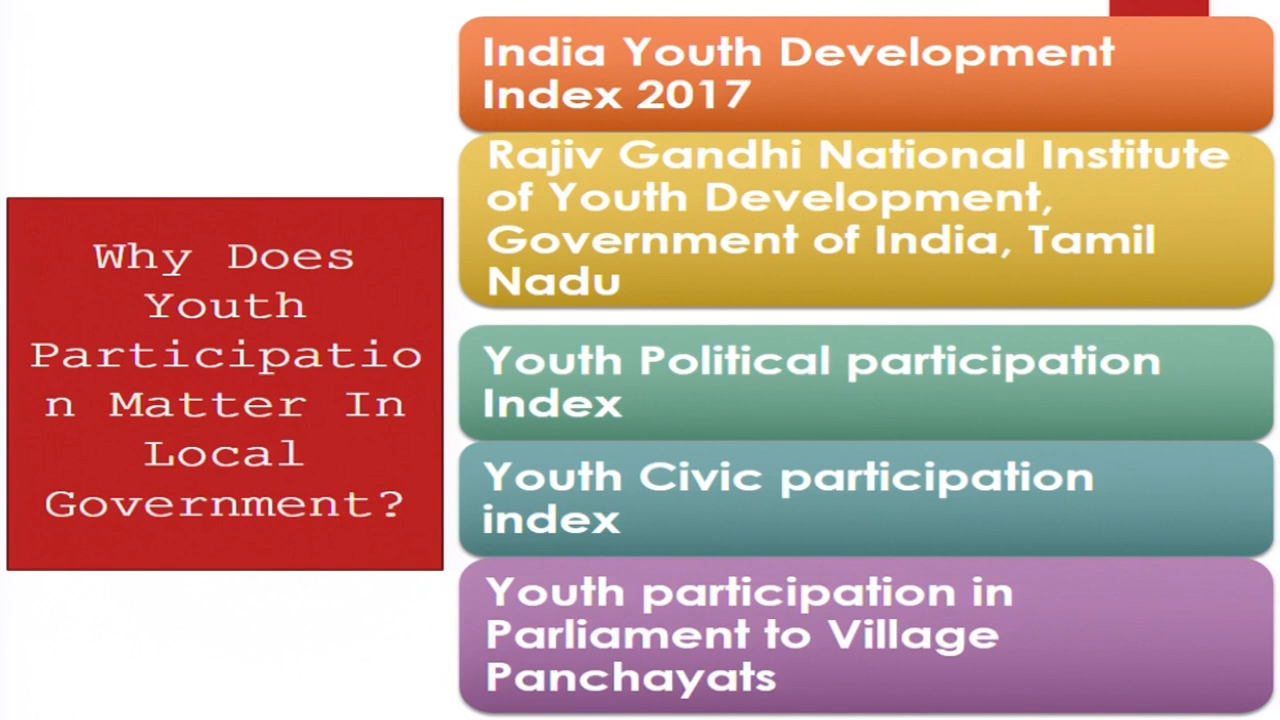 Why Does
Youth
Participatio
n Matter In
Local
Government?
India Youth Development
Index 2017
Rajiv Gandhi National Institute
of Youth Development,
Government of India, Tamil
Nadu
Youth Political participation
Index
Youth Civic participation
index
Youth participation in
Parliament to Village
Panchayats